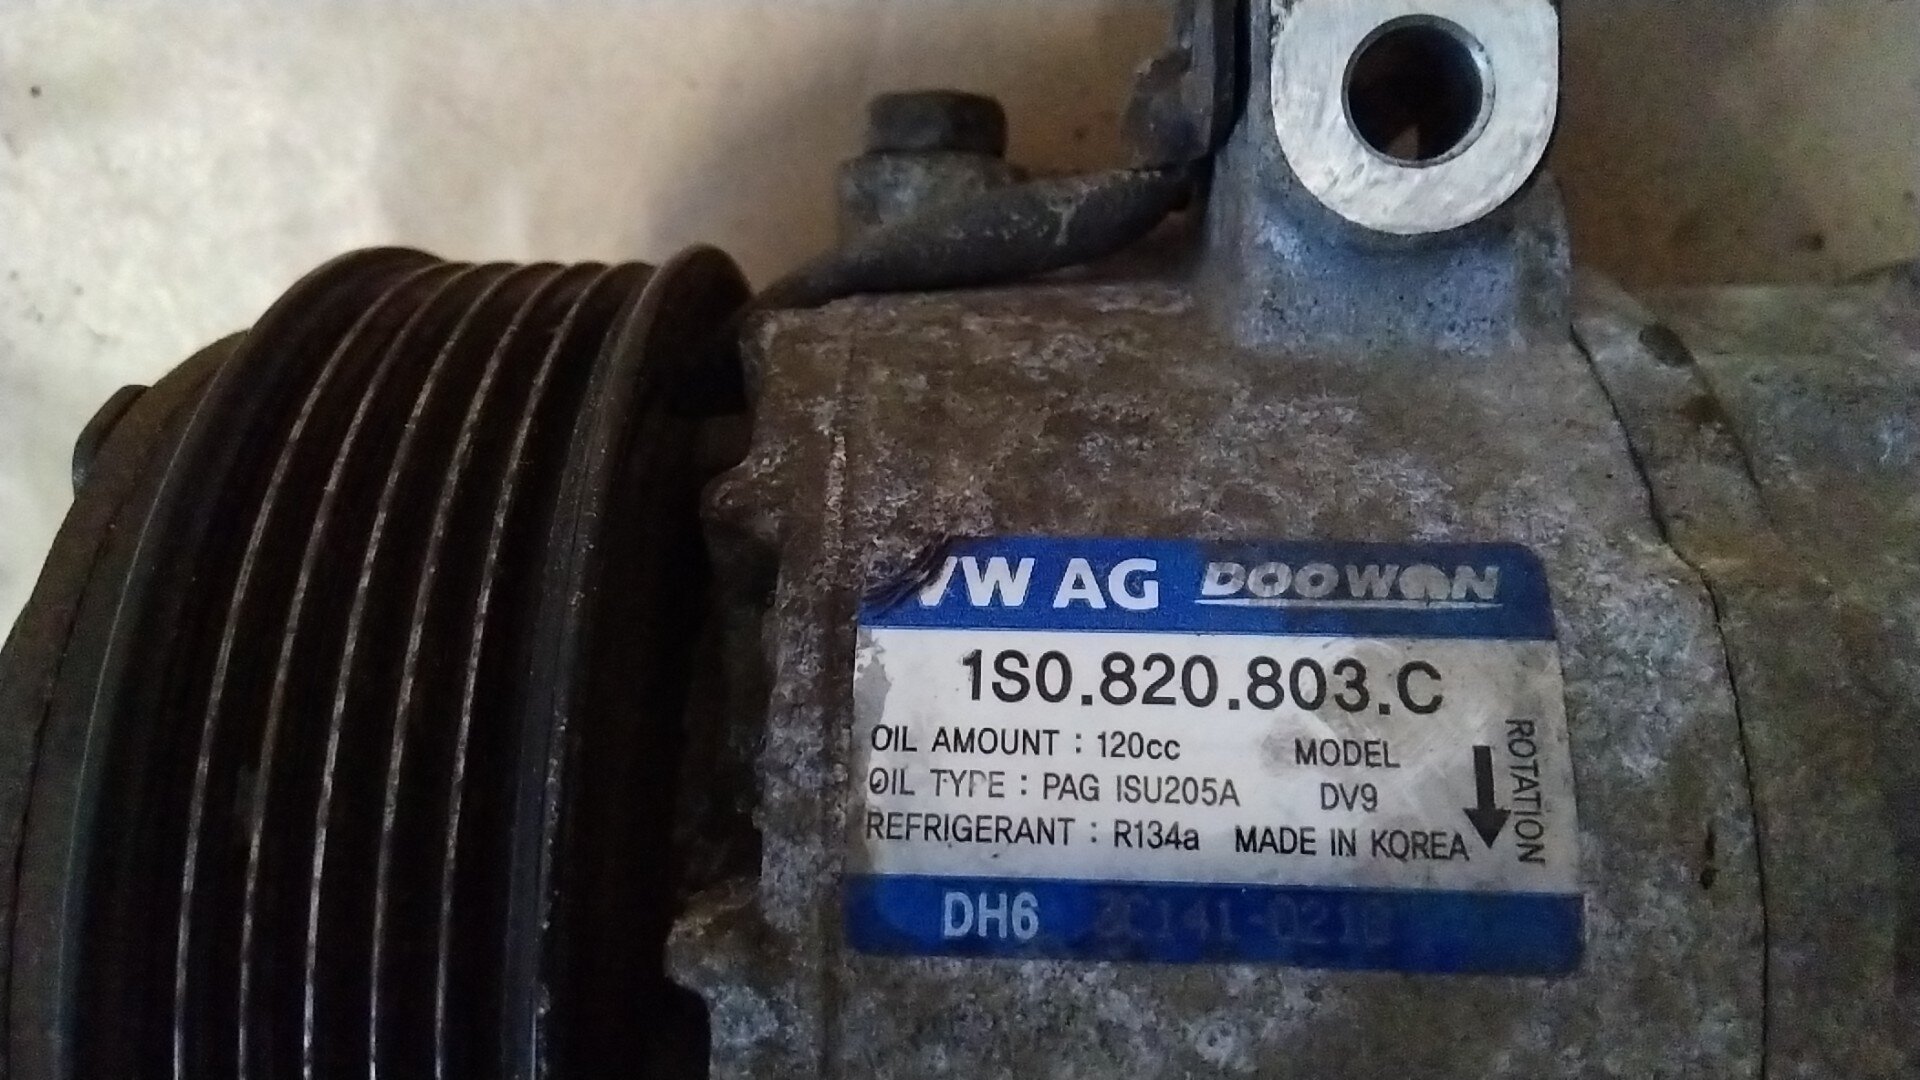 VW AG DOOWON
1S0.820.803.C
OIL AMOUNT : 120cc MODEL
OIL TYPE : PAG ISU205A DV9
REFRIGERANT : R134a MADE IN KOREA
ROTATION
DH6